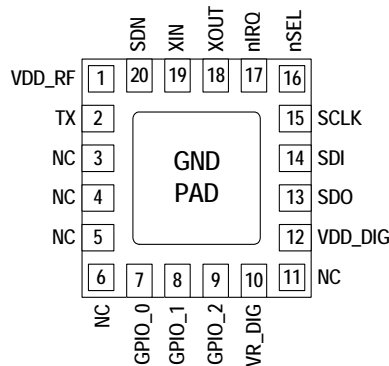 SDN
XIN
XOUT
nIRQ
nSEL
20
19
18
17
16
VDD_RF
1
TX
2
15
SCLK
NC
3
14
SDI
NC
4
13
SDO
NC
5
12
VDD_DIG
GND
PAD
6
7
8
9
10
11
NC
NC
GPIO_0
GPIO_1
GPIO_2
VR_DIG